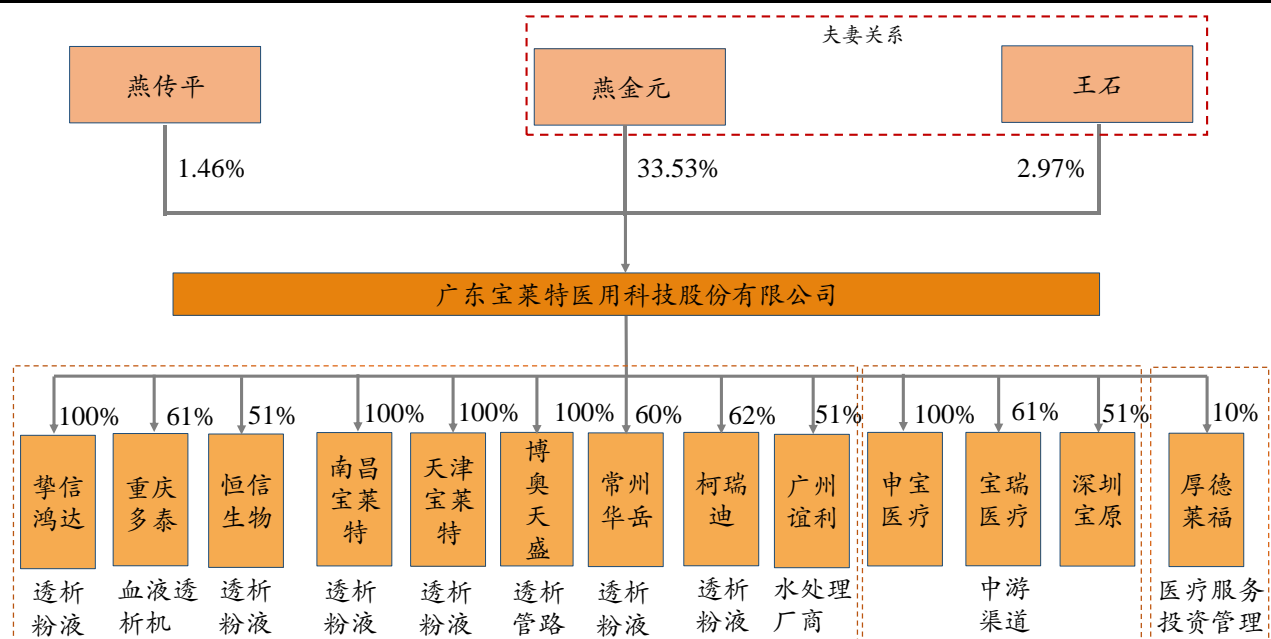 夫妻关系
燕传平
燕金元
王石
1.46%
33.53%
2.97%
广东宝莱特医用科技股份有限公司
100%
61%
51%
100%
100%
100%
60%
62%
51%
100%
61%
51%
10%
挚信
鸿达
重庆
多泰
恒信
生物
南昌
宝莱
特
天津
宝莱
特
博
奥
天
盛
常州
华岳
柯瑞
迪
广州
谊利
申宝
医疗
宝瑞
医疗
深圳
宝原
厚德
莱福
透析
粉液
血液透
析机
透析
粉液
透析
粉液
透析
粉液
透析
管路
透析
粉液
透析
粉液
水处理
厂商
中游
渠道
医疗服务
投资管理